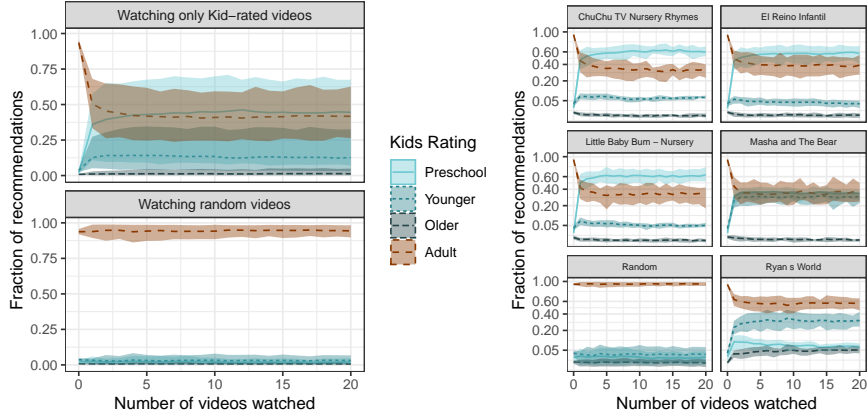 Watching only Kid−rated videos
1.00
0.75
0.50
0.25
0.00
Watching random videos
1.00
0.75
0.50
0.25
0.00
0 5 10 15 20
Number of videos watched
Fraction of recommendations
Kids Rating
Preschool
Younger
Older
Adult
ChuChu TV Nursery Rhymes
El Reino Infantil
1.00
0.60
0.40
0.20
0.05
Little Baby Bum − Nursery
Masha and The Bear
1.00
0.60
0.40
0.20
0.05
Random
Ryan s World
1.00
0.60
0.40
0.20
0.05
0 5 10 15 20
0 5 10 15 20
Number of videos watched
Fraction of recommendations